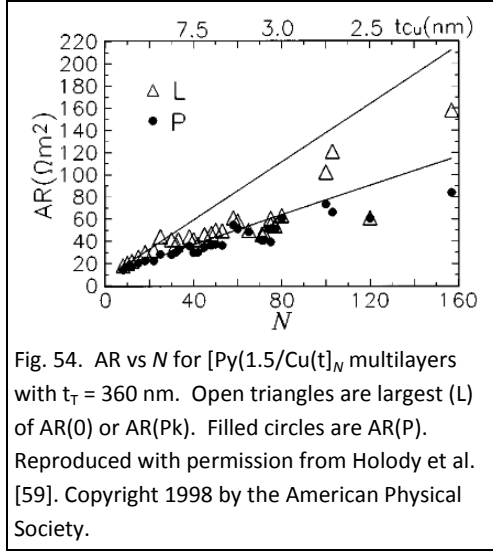 7.5 3.0 2.5 tCu(nm)
220
200
180
160
140
120
100
80
60
40
20
0
AR(Ωm²)
L
P
0 40 80 120 160
N
Fig. 54. AR vs N for [Py(1.5/Cu(t]N multilayers
with tT = 360 nm. Open triangles are largest (L)
of AR(0) or AR(Pk). Filled circles are AR(P).
Reproduced with permission from Holody et al.
[59]. Copyright 1998 by the American Physical
Society.